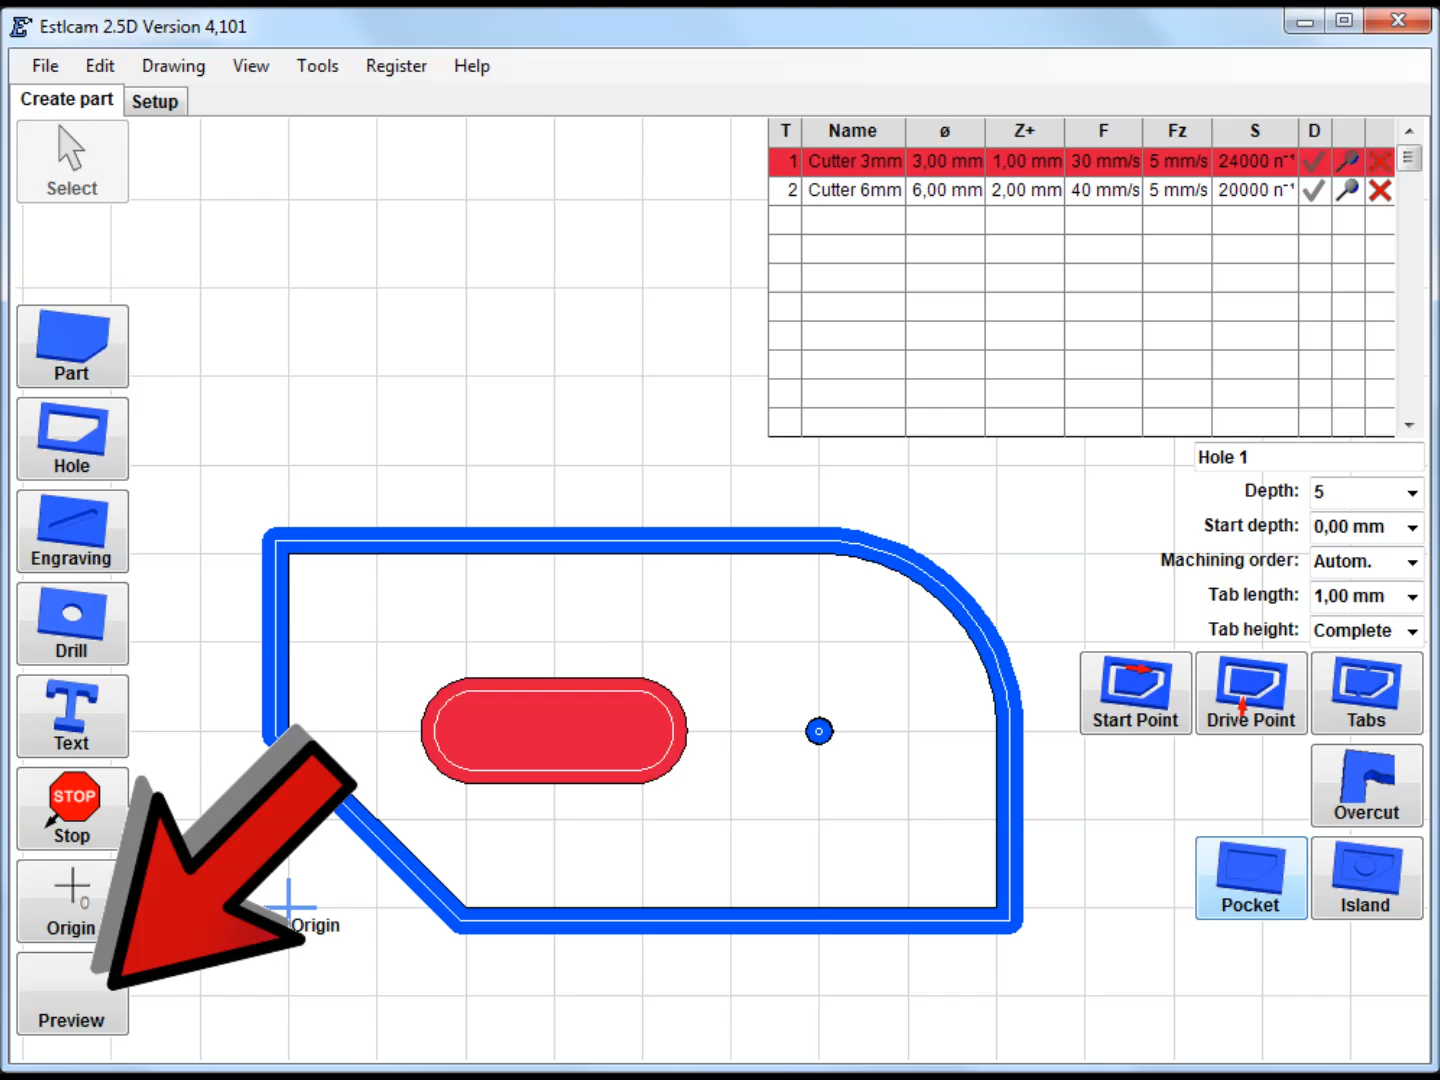 Estlcam 2.5D Version 4,101
File Edit Drawing View Tools Register Help
Create part Setup
Select
T Name ø Z+ F Fz S D
1 Cutter 3mm 3,00 mm 1,00 mm 30 mm/s 5 mm/s 24000 n⁻¹
2 Cutter 6mm 6,00 mm 2,00 mm 40 mm/s 5 mm/s 20000 n⁻¹
Part
Hole
Engraving
Drill
Text
STOP
Stop
0
Origin
Preview
Origin
Hole 1
Depth: 5
Start depth: 0,00 mm
Machining order: Autom.
Tab length: 1,00 mm
Tab height: Complete
Start Point Drive Point Tabs
Overcut
Pocket Island